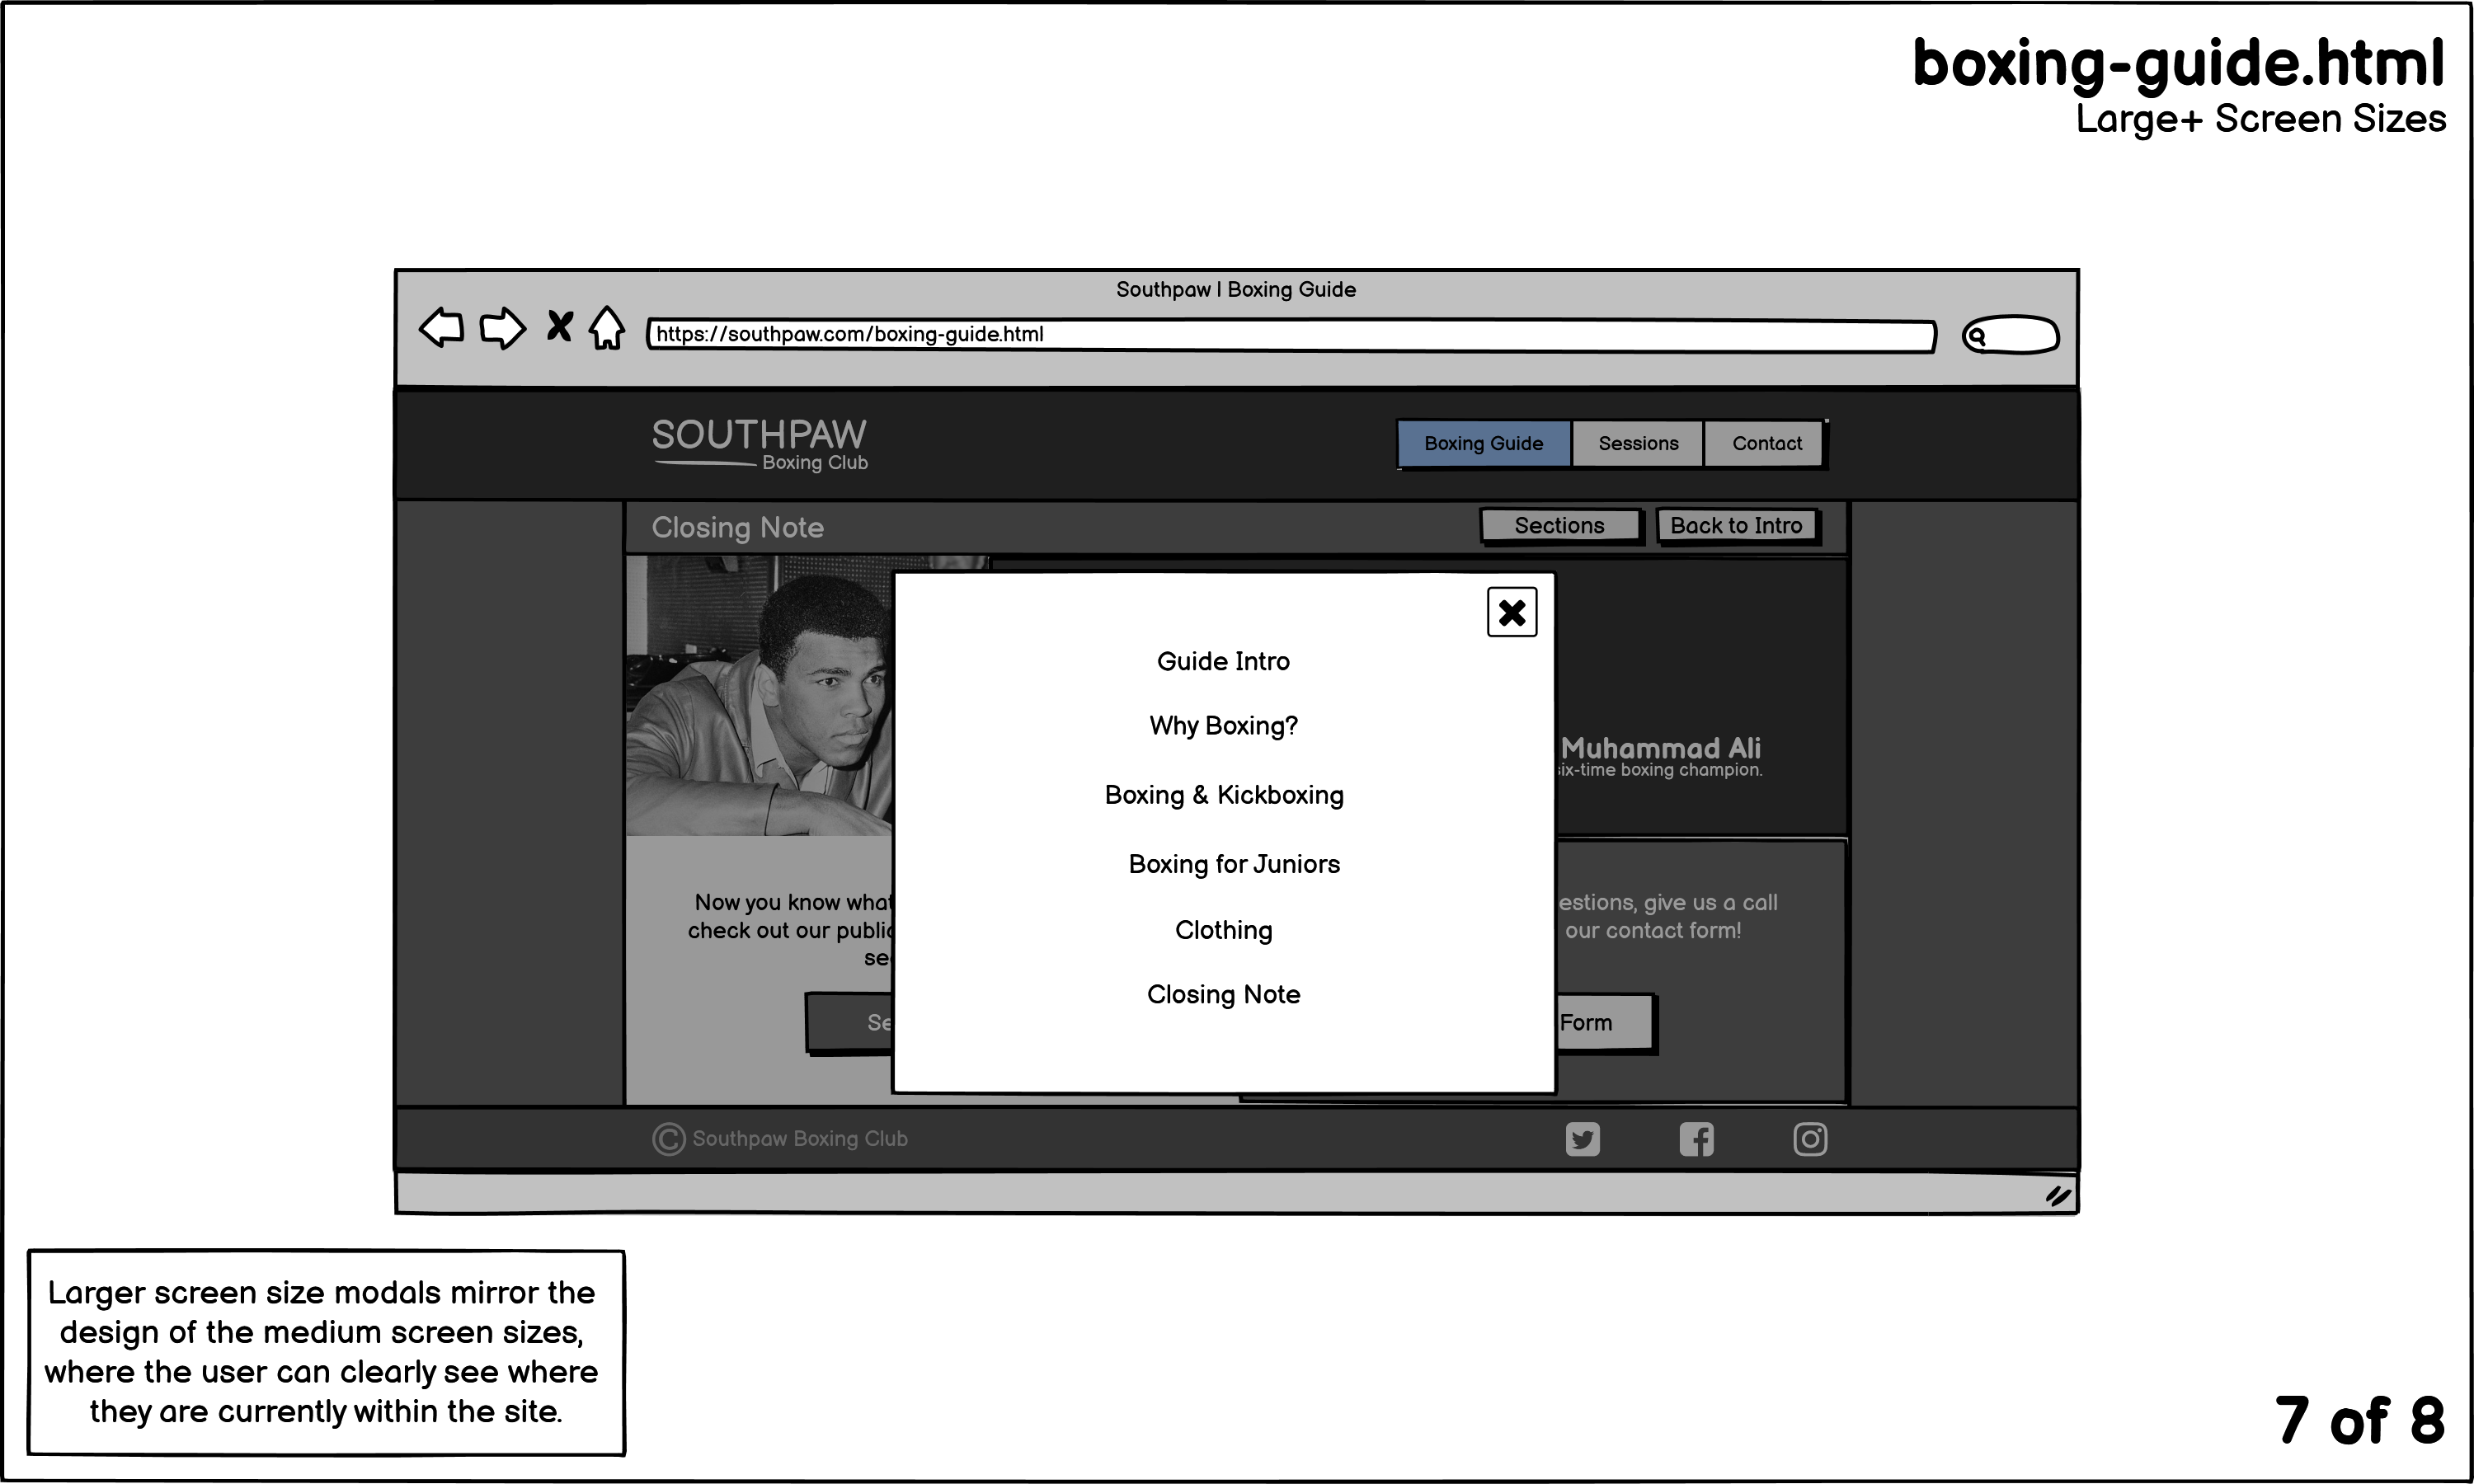 boxing-guide.html
Large+ Screen Sizes
Southpaw | Boxing Guide
https://southpaw.com/boxing-guide.html
SOUTHPAW
Boxing Club
Boxing Guide
Sessions
Contact
Closing Note
Sections
Back to Intro
Guide Intro
Why Boxing?
Boxing & Kickboxing
Boxing for Juniors
Clothing
Closing Note
Muhammad Ali
six-time boxing champion.
Now you know what
check out our public
estions, give us a call
our contact form!
Form
© Southpaw Boxing Club
Larger screen size modals mirror the
design of the medium screen sizes,
where the user can clearly see where
they are currently within the site.
7 of 8